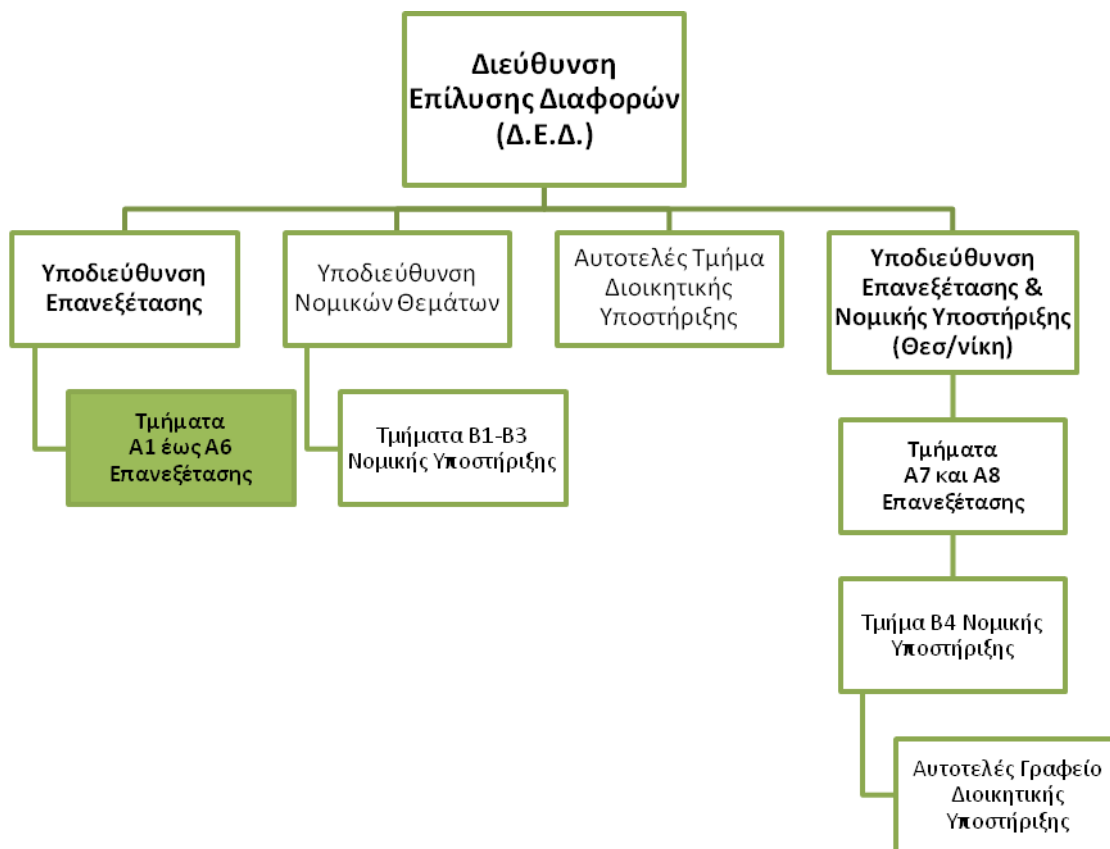 Διεύθυνση
Επίλυσης Διαφορών
(Δ.Ε.Δ.)
Υποδιεύθυνση
Επανεξέτασης
Υποδιεύθυνση
Νομικών Θεμάτων
Αυτοτελές Τμήμα
Διοικητικής
Υποστήριξης
Υποδιεύθυνση
Επανεξέτασης &
Νομικής Υποστήριξης
(Θεσ/νίκη)
Τμήματα
Α1 έως Α6
Επανεξέτασης
Τμήματα Β1-Β3
Νομικής Υποστήριξης
Τμήματα
Α7 και Α8
Επανεξέτασης
Τμήμα Β4 Νομικής
Υποστήριξης
Αυτοτελές Γραφείο
Διοικητικής
Υποστήριξης